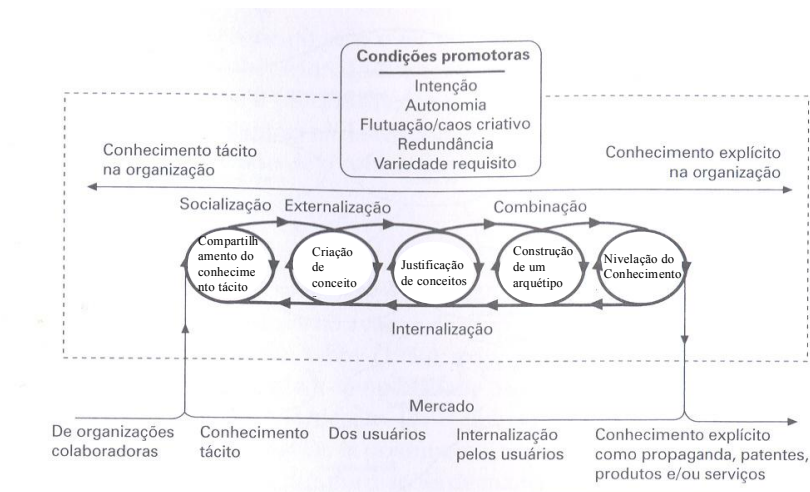 Condições promotoras
Intenção
Autonomia
Flutuação/caos criativo
Redundância
Variedade requisito
Conhecimento tácito
na organização
Conhecimento explícito
na organização
Socialização
Externalização
Combinação
Compartilh
amento do
conhecime
nto tácito
Criação
de
conceito
Justificação
de conceitos
Construção
de um
arquétipo
Nivelação do
Conhecimento
Internalização
Mercado
De organizações
colaboradoras
Conhecimento
tácito
Dos usuários
Internalização
pelos usuários
Conhecimento explícito
como propaganda, patentes,
produtos e/ou serviços